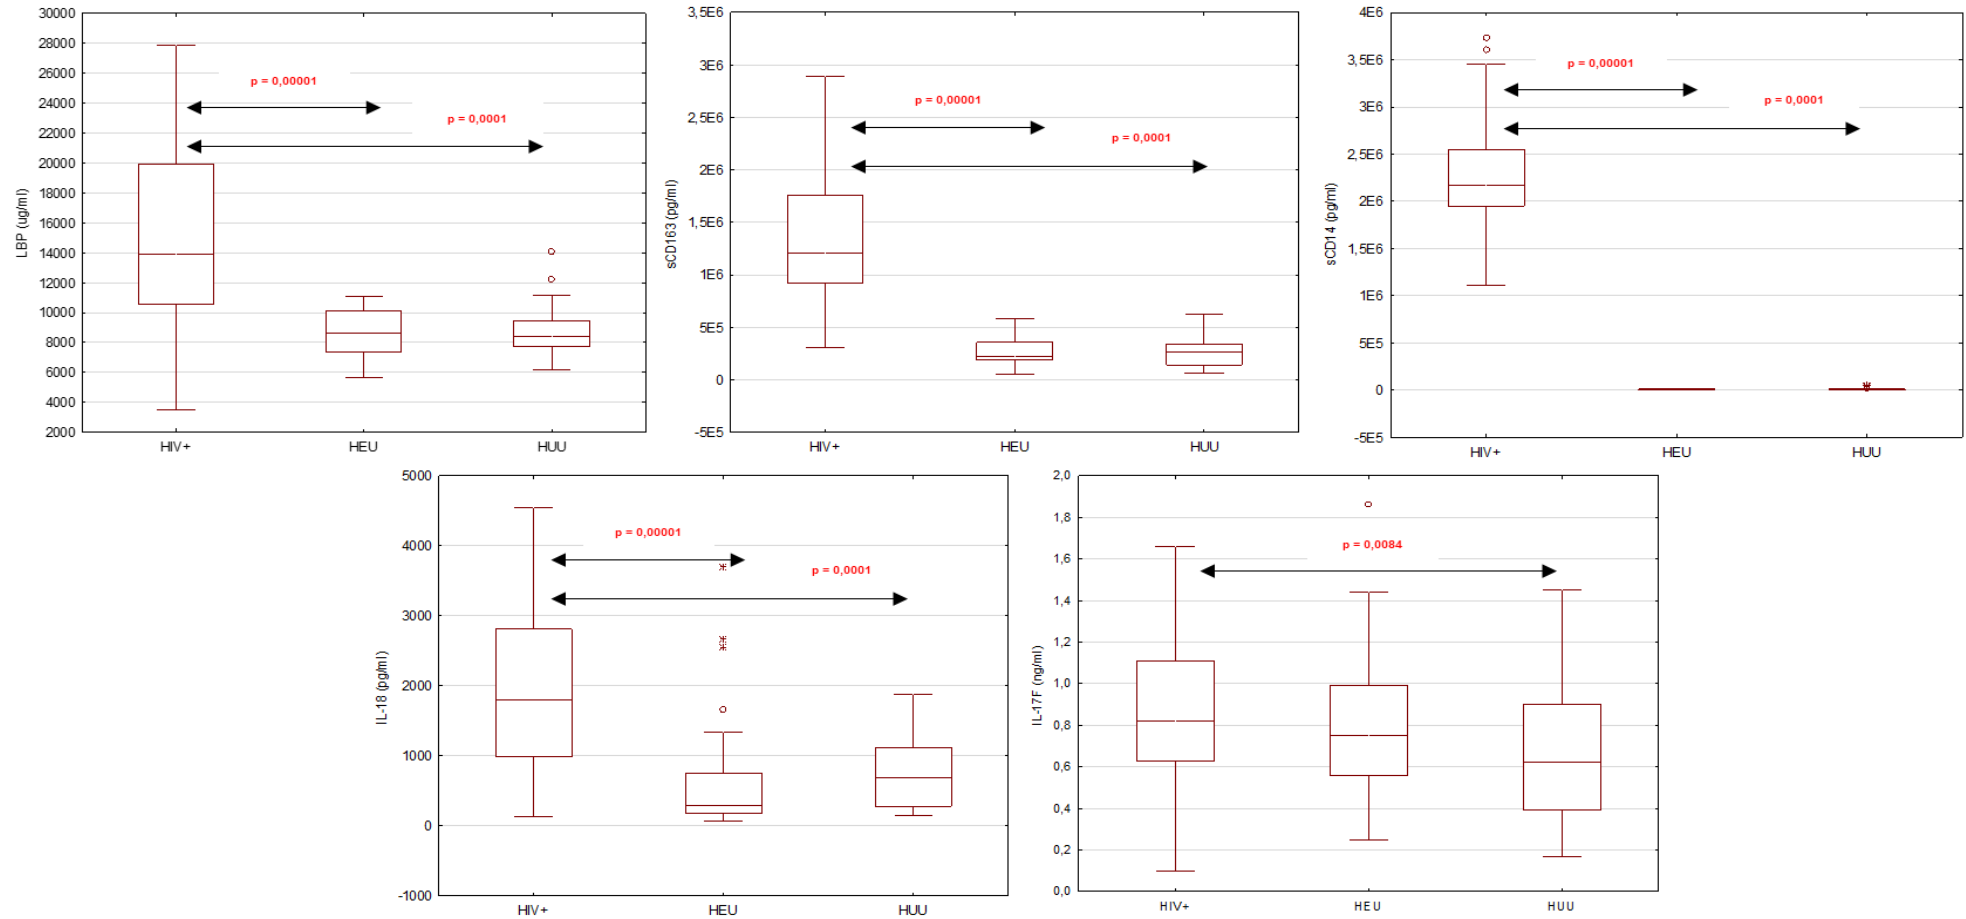 LBP (ug/ml)
30000
28000
26000
24000
22000
20000
18000
16000
14000
12000
10000
8000
6000
4000
2000
p = 0,00001
p = 0,0001
HIV+ HEU HUU
sCD163 (pg/ml)
3,5E6
3E6
2,5E6
2E6
1,5E6
1E6
5E5
0
-5E5
p = 0,00001
p = 0,0001
HIV+ HEU HUU
sCD14 (pg/ml)
4E6
3,5E6
3E6
2,5E6
2E6
1,5E6
1E6
5E5
0
-5E5
p = 0,00001
p = 0,0001
HIV+ HEU HUU
IL-18 (pg/ml)
5000
4000
3000
2000
1000
0
-1000
p = 0,00001
p = 0,0001
HIV+ HEU HUU
IL-17F (ng/ml)
2,0
1,8
1,6
1,4
1,2
1,0
0,8
0,6
0,4
0,2
0,0
p = 0,0084
HIV+ HEU HUU